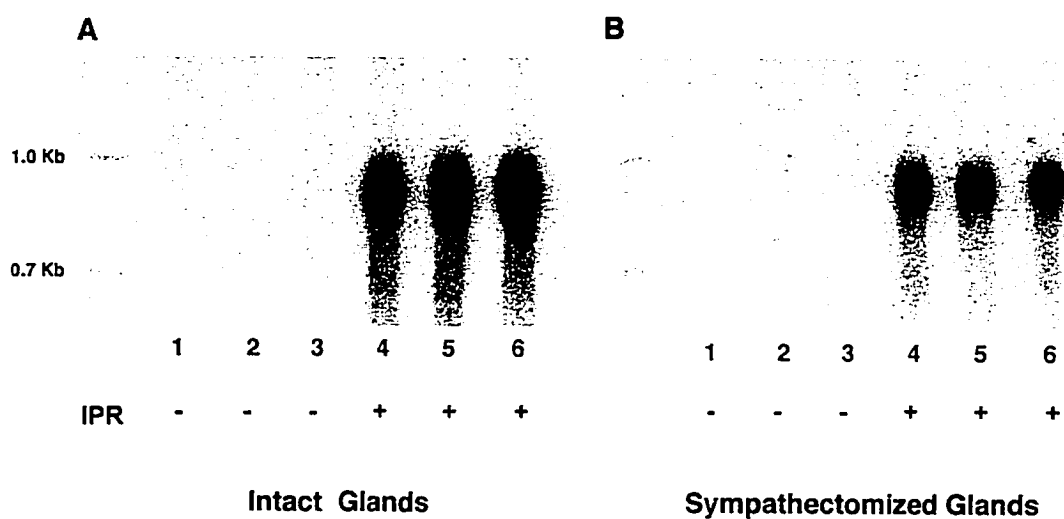 A B
1.0 Kb
0.7 Kb
1 2 3 4 5 6 1 2 3 4 5 6
IPR - - - + + + - - - + + +
Intact Glands Sympathectomized Glands